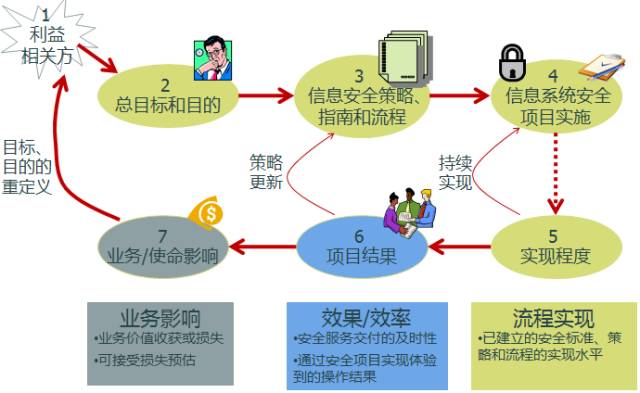 1
利益
相关方
2
总目标和目的
3
信息安全策略、
指南和流程
4
信息系统安全
项目实施
目标、
目的的
重定义
策略
更新
持续
实现
7
业务/使命影响
6
项目结果
5
实现程度
业务影响
•业务价值收获或损失
•可接受损失预估
效果/效率
•安全服务交付的及时性
•通过安全项目实现体验
到的操作结果
流程实现
•已建立的安全标准、策
略和流程的实现水平